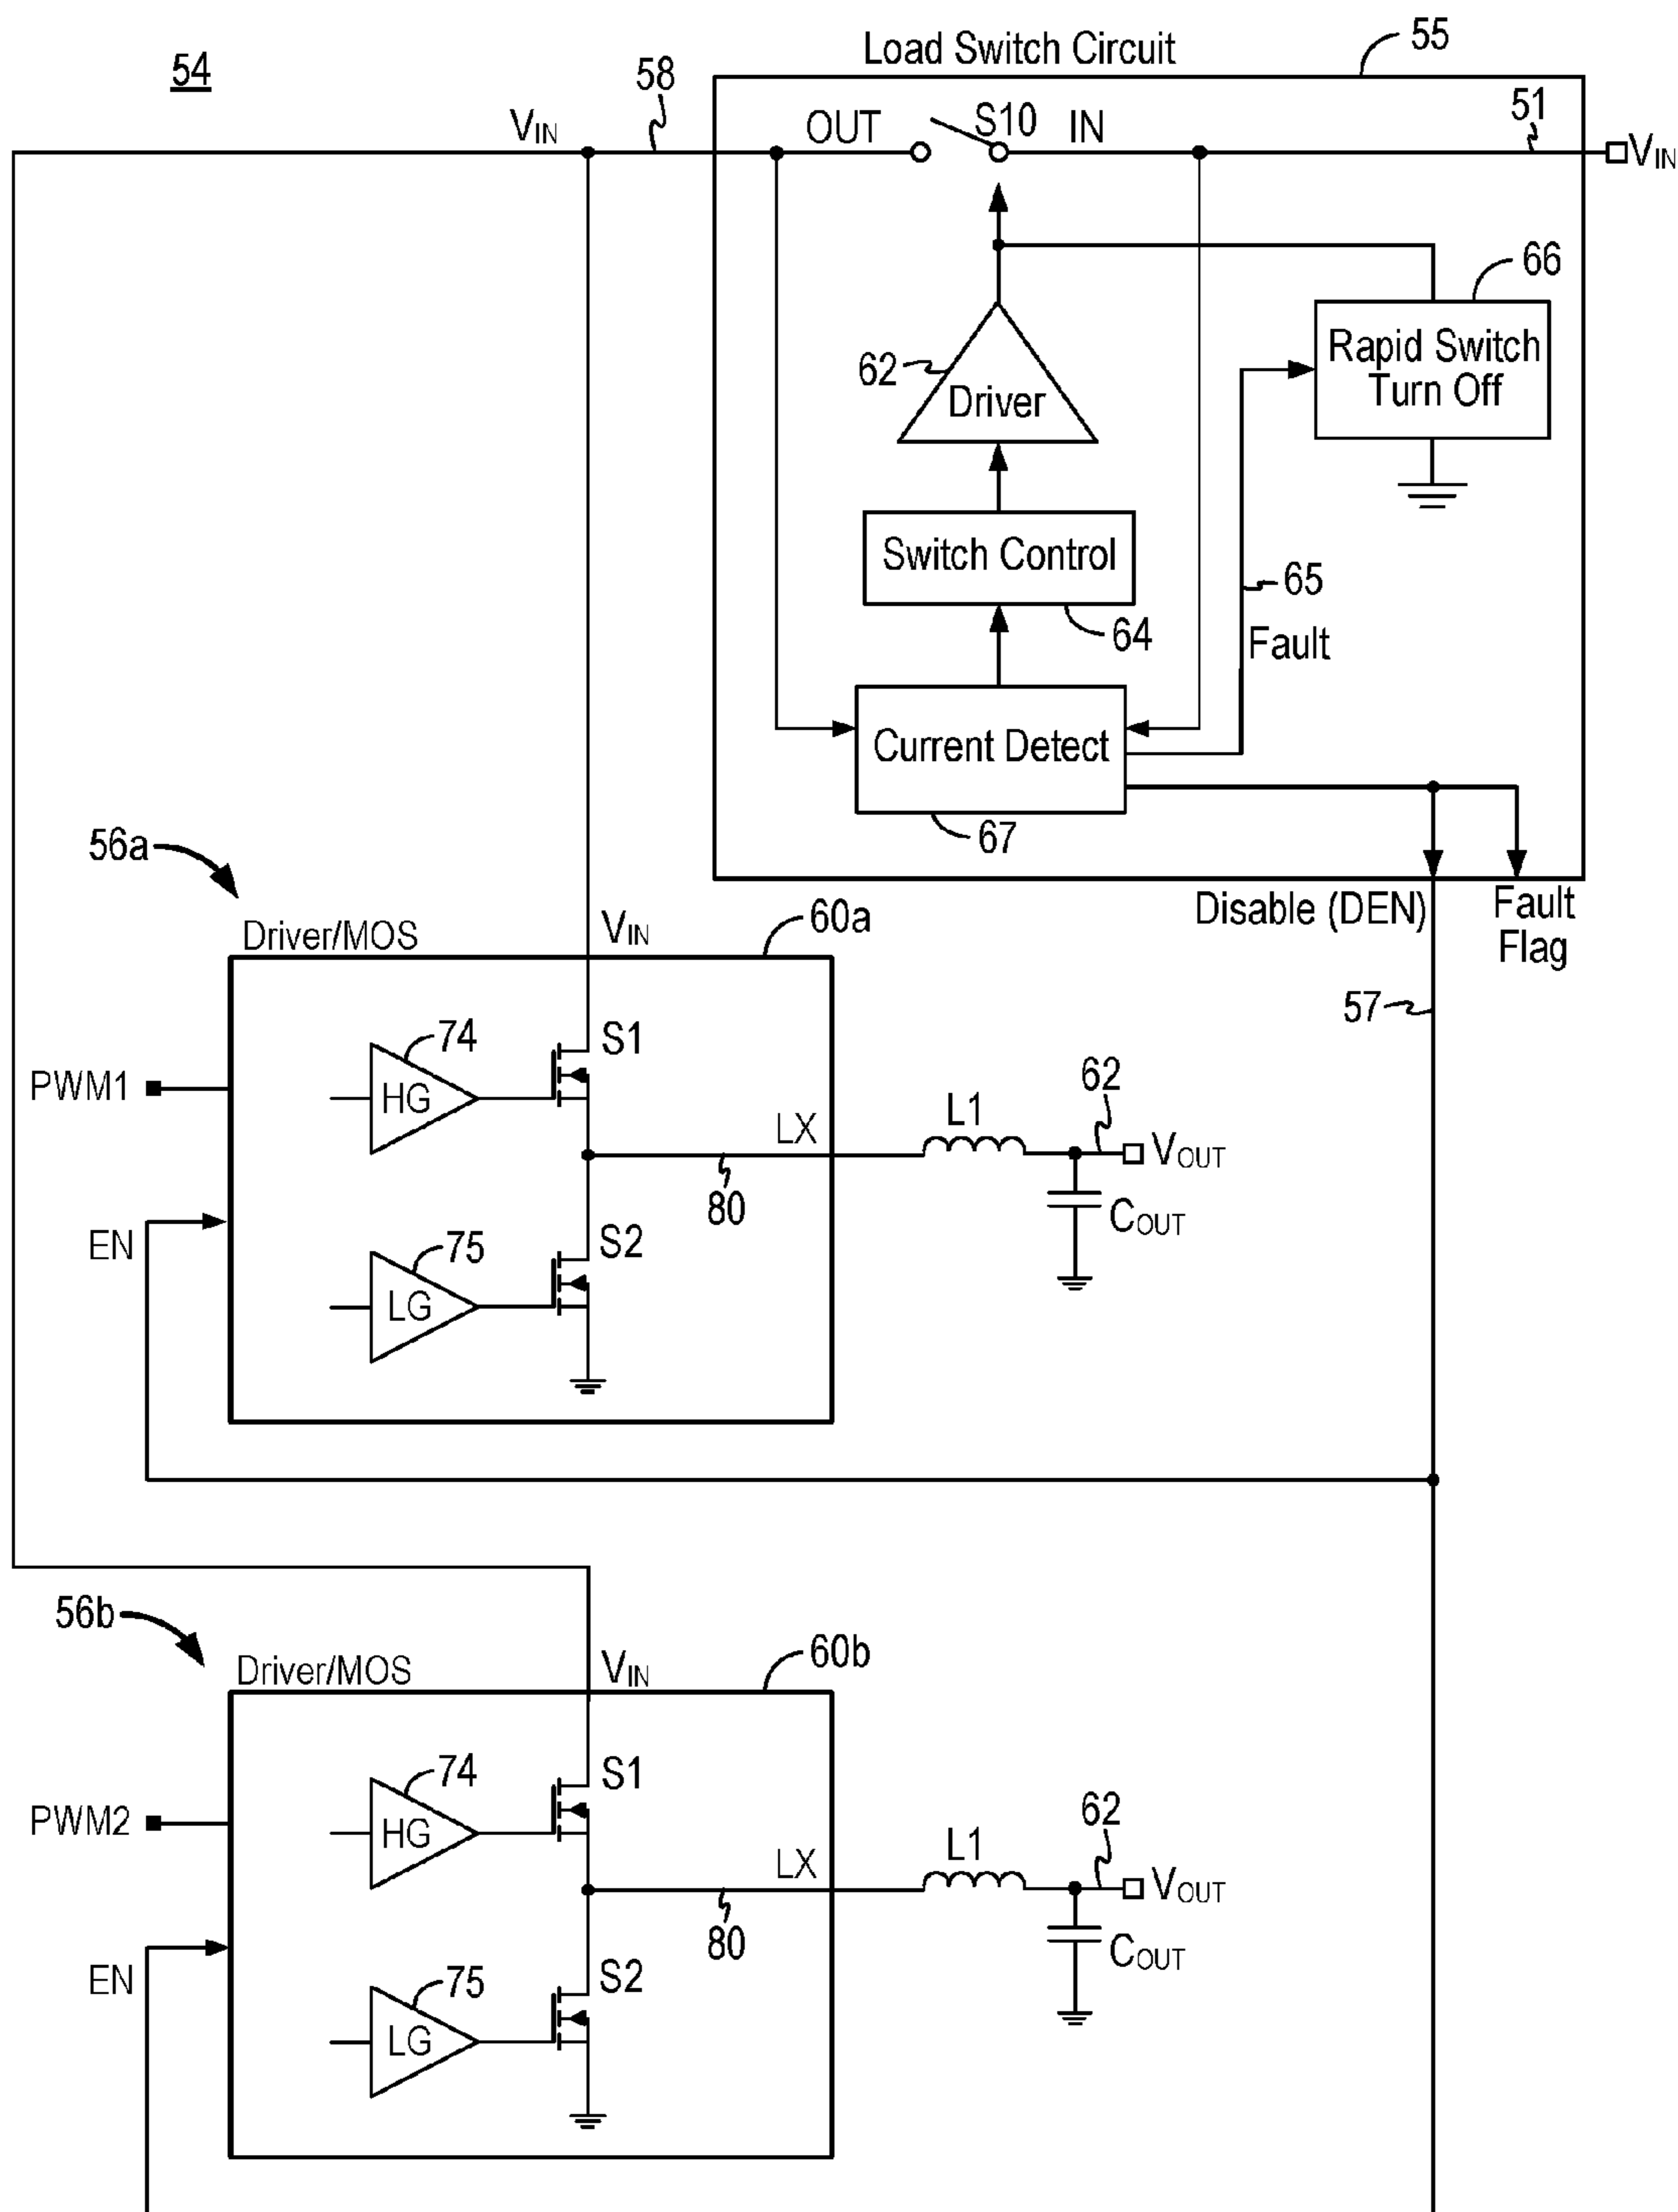 54
Load Switch Circuit
55
58
VIN
OUT
S10
IN
51
VIN
66
Rapid Switch
Turn Off
62
Driver
Switch Control
64
65
Fault
Current Detect
67
Disable (DEN)
Fault
Flag
57
56a
Driver/MOS
VIN
60a
PWM1
EN
74
HG
S1
LX
80
75
LG
S2
L1
62
VOUT
COUT
56b
Driver/MOS
VIN
60b
PWM2
EN
74
HG
S1
LX
80
75
LG
S2
L1
62
VOUT
COUT